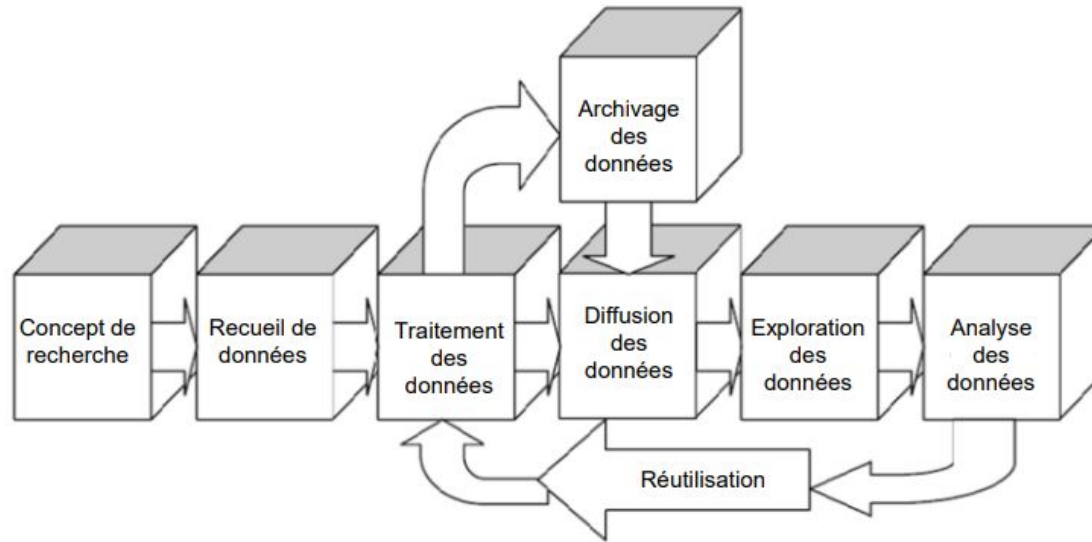 Archivage
des
données
Concept de
recherche
Recueil de
données
Traitement
des
données
Diffusion
des
données
Exploration
des
données
Analyse
des
données
Réutilisation